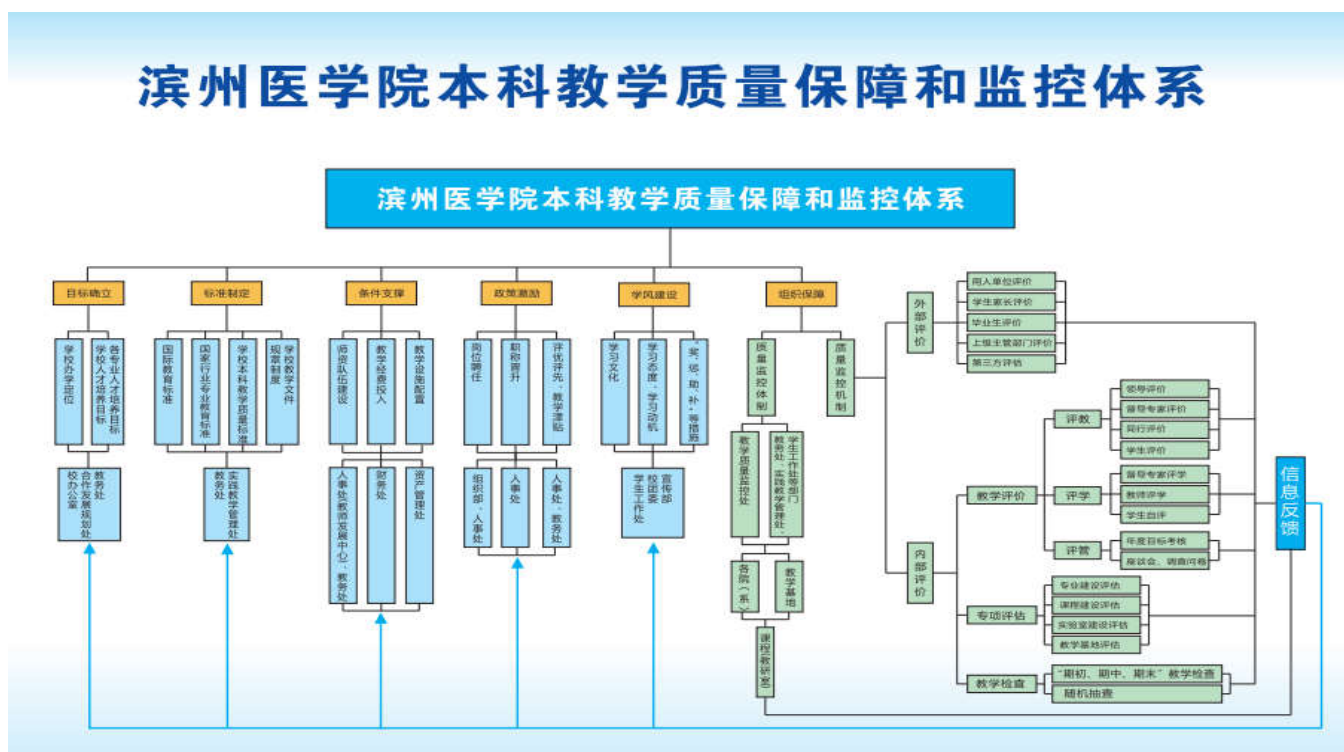 滨州医学院本科教学质量保障和监控体系
滨州医学院本科教学质量保障和监控体系
目标确立
标准制定
条件支撑
政策激励
学风建设
组织保障
学校办学定位
各专业人才培养目标
学校人才培养目标
教务处
合作发展规划处
校办公室
国际教育标准
国家行业专业教育标准
学校本科教学质量标准
学校教学文件
规章制度
实践教学管理处
教务处
师资队伍建设
教学经费投入
教学设施配置
人事处(教师发展中心)、教务处
财务处
资产管理处
岗位聘任
职称晋升
评优评先、教学津贴
组织部、人事处
人事处
人事处、教务处
学习文化
学习态度、学习动机
“奖、惩、助、补”等措施
宣传部
校团委
学生工作处
质量监控体制
质量监控机制
教学质量监控处
学生工作处等部门
教务处、实践教学管理处、
各院(系)
教学基地
课程(教研室)
外部评价
用人单位评价
学生家长评价
毕业生评价
上级主管部门评价
第三方评估
内部评价
教学评价
评教
领导评价
督导专家评价
同行评价
学生评价
评学
督导专家评学
教师评学
学生自评
评管
年度目标考核
座谈会、调查问卷
专项评估
专业建设评估
课程建设评估
实验室建设评估
教学基地评估
教学检查
“期初、期中、期末”教学检查
随机抽查
信息反馈